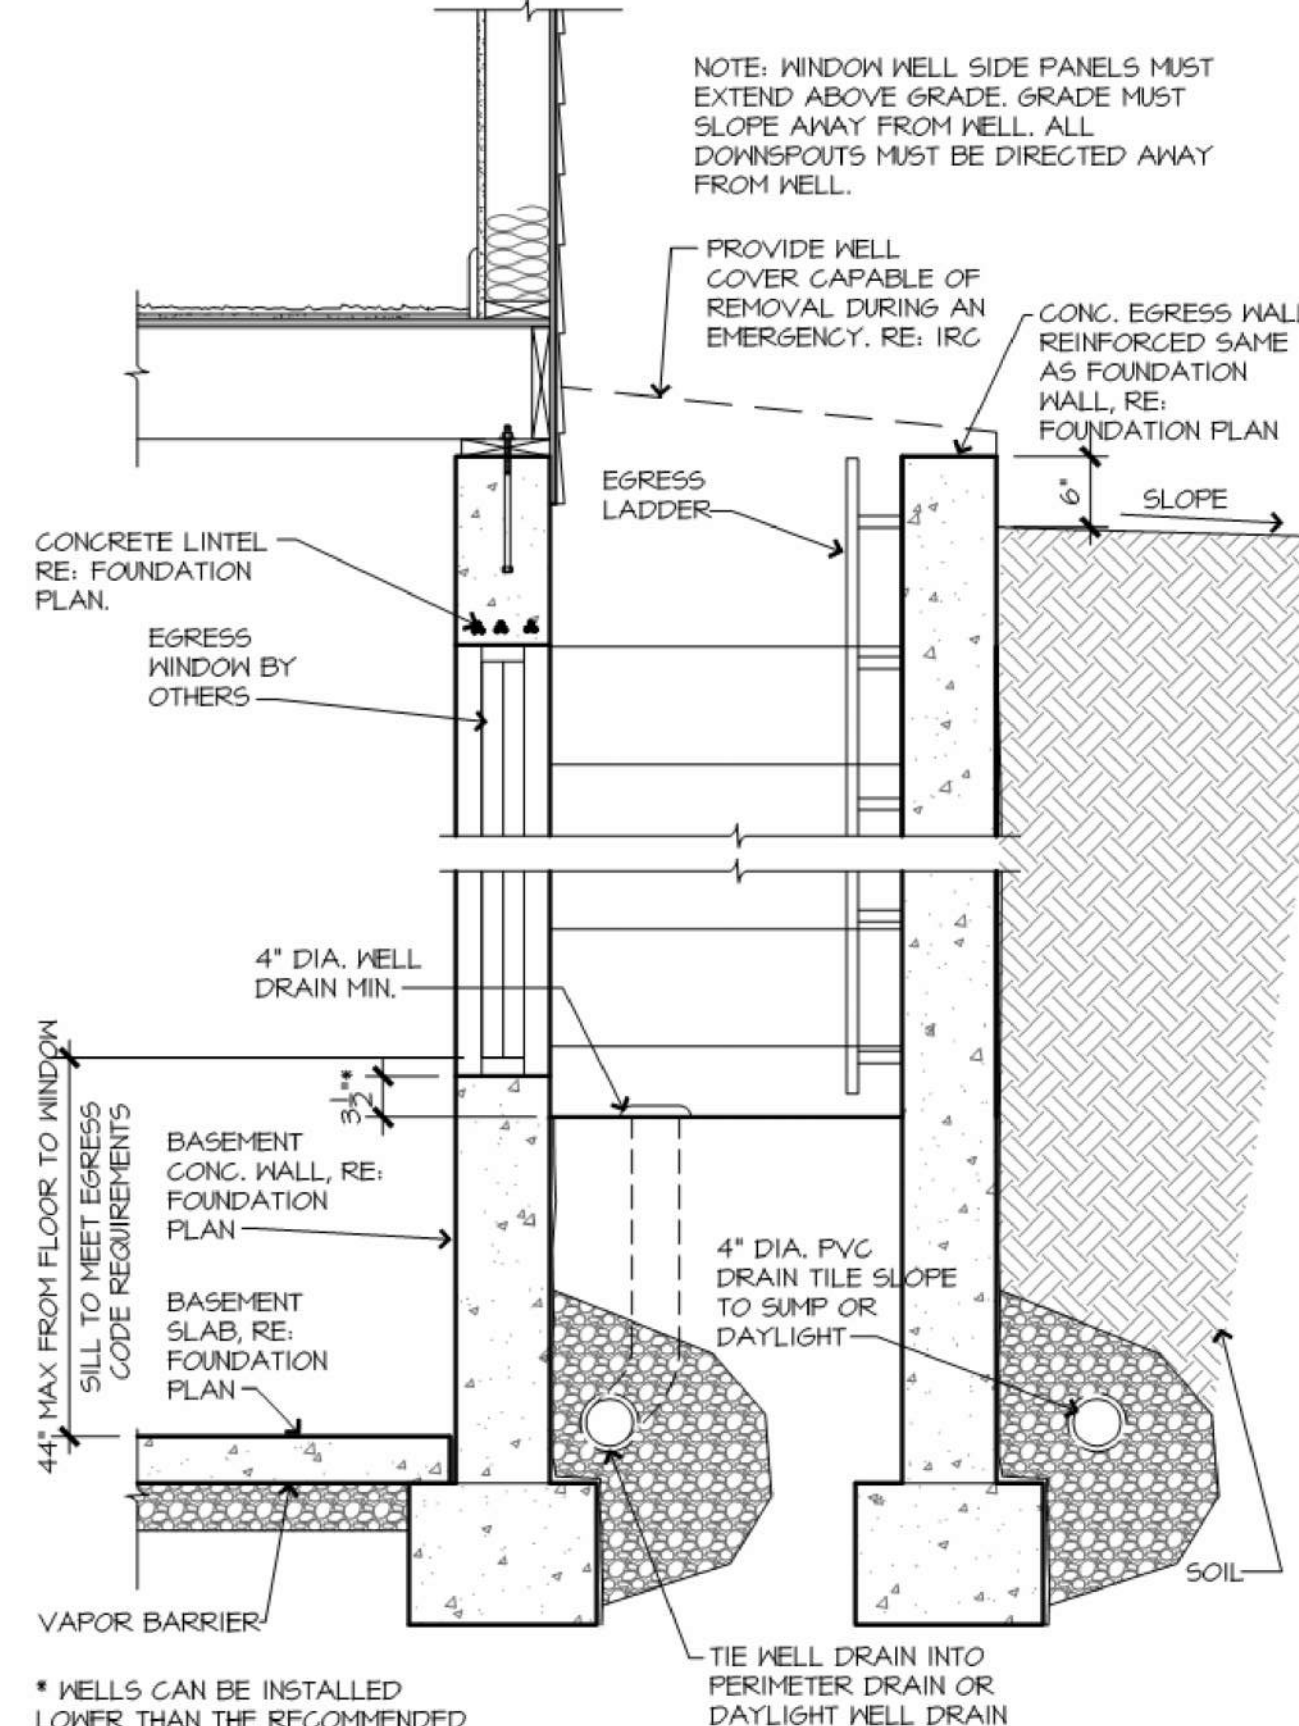 NOTE: WINDOW WELL SIDE PANELS MUST
EXTEND ABOVE GRADE. GRADE MUST
SLOPE AWAY FROM WELL. ALL
DOWNSPOUTS MUST BE DIRECTED AWAY
FROM WELL.
PROVIDE WELL
COVER CAPABLE OF
REMOVAL DURING AN
EMERGENCY. RE: IRC
CONC. EGRESS WALL
REINFORCED SAME
AS FOUNDATION
WALL, RE:
FOUNDATION PLAN
EGRESS
LADDER
6"
SLOPE
CONCRETE LINTEL
RE: FOUNDATION
PLAN.
EGRESS
WINDOW BY
OTHERS
4" DIA. WELL
DRAIN MIN.
44" MAX FROM FLOOR TO WINDOW
SILL TO MEET EGRESS
CODE REQUIREMENTS
3 1/2"*
BASEMENT
CONC. WALL, RE:
FOUNDATION
PLAN
BASEMENT
SLAB, RE:
FOUNDATION
PLAN
4" DIA. PVC
DRAIN TILE SLOPE
TO SUMP OR
DAYLIGHT
SOIL
VAPOR BARRIER
TIE WELL DRAIN INTO
PERIMETER DRAIN OR
DAYLIGHT WELL DRAIN
* WELLS CAN BE INSTALLED
LOWER THAN THE RECOMMENDED